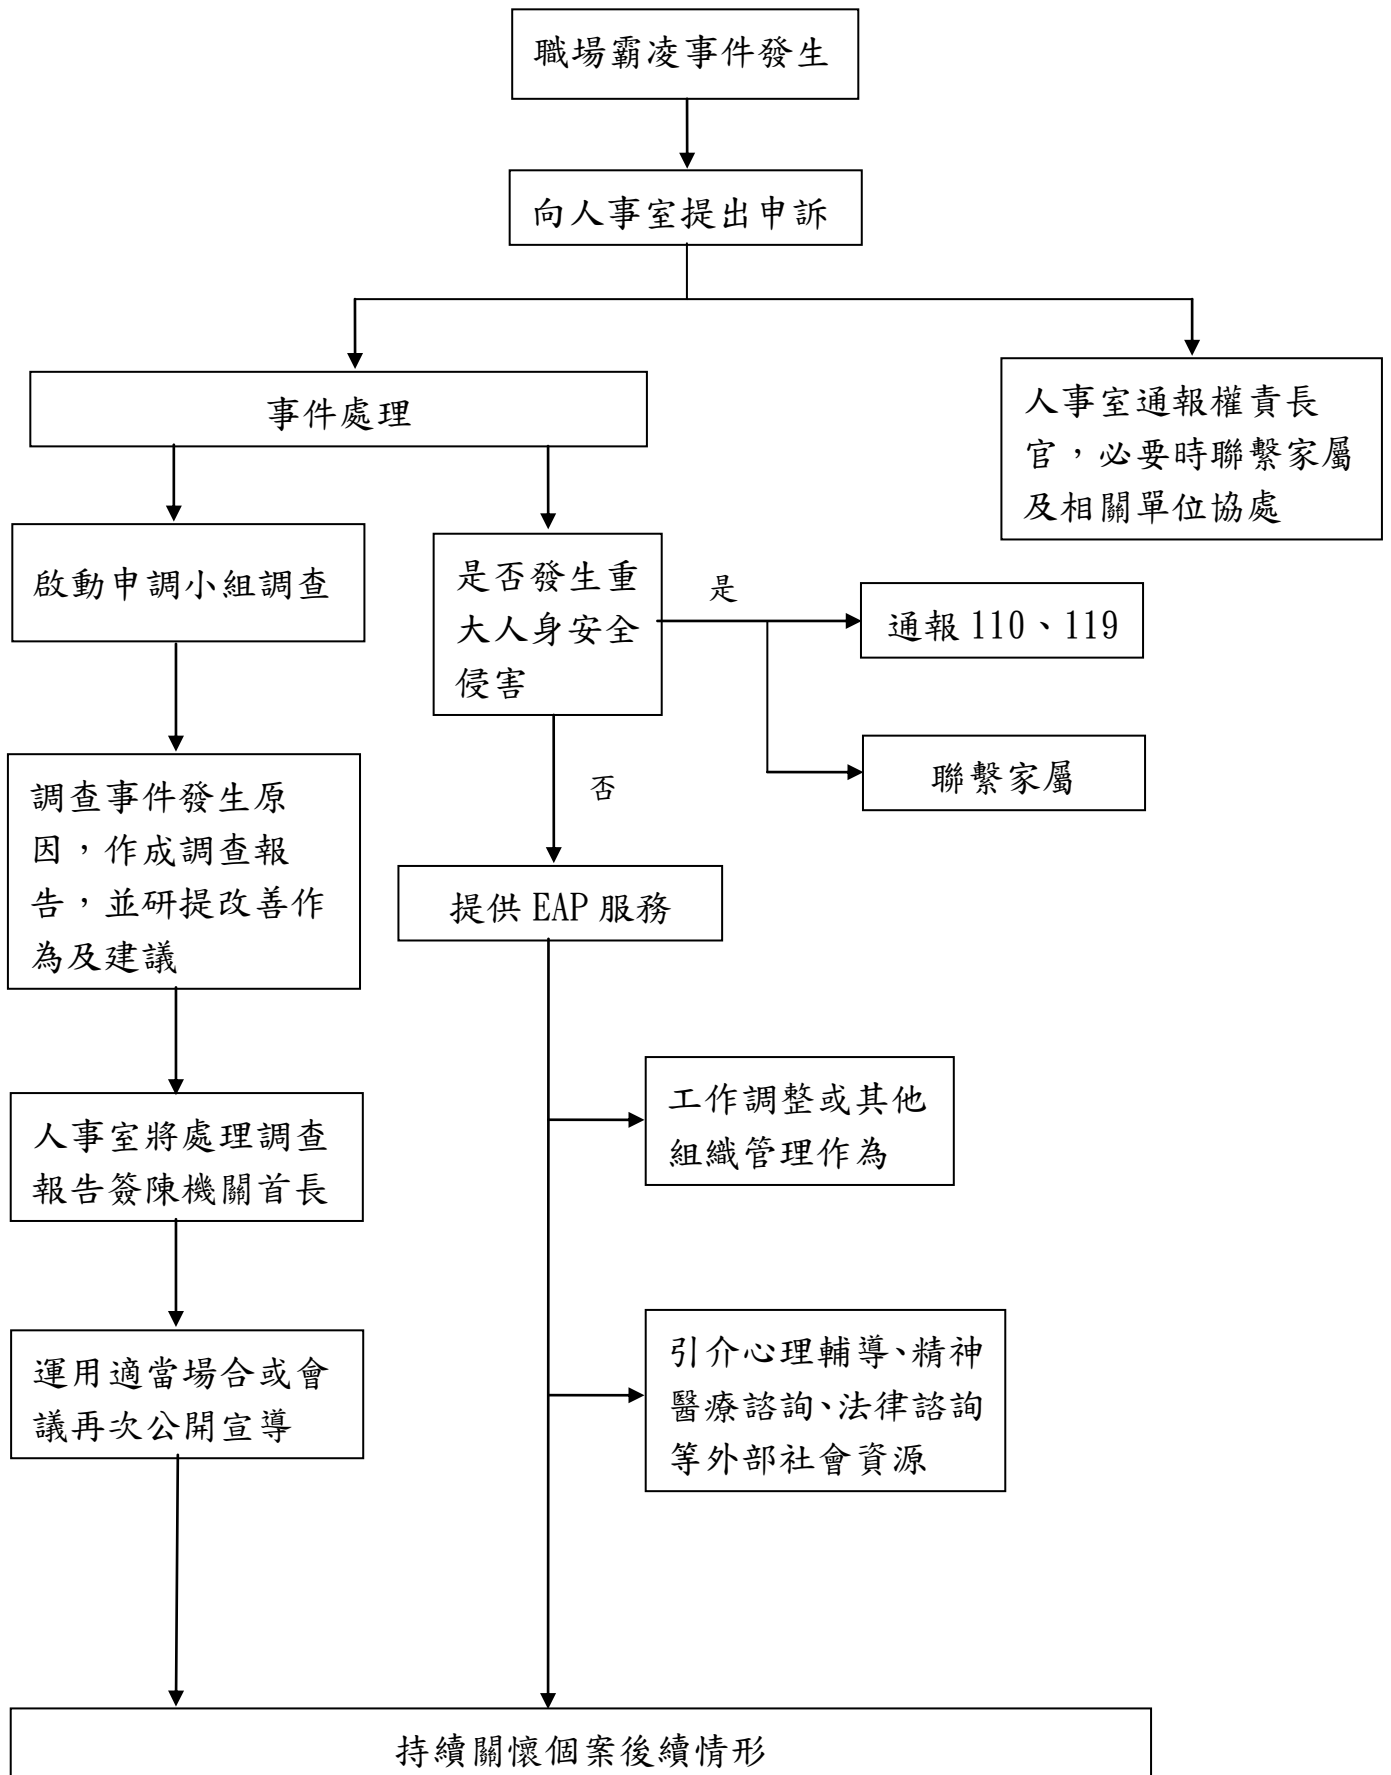 職場霸凌事件發生
向人事室提出申訴
事件處理
人事室通報權責長
官，必要時聯繫家屬
及相關單位協處
啟動申調小組調查
是否發生重
大人身安全
侵害
是
通報 110、119
聯繫家屬
否
調查事件發生原
因，作成調查報
告，並研提改善作
為及建議
提供 EAP 服務
人事室將處理調查
報告簽陳機關首長
工作調整或其他
組織管理作為
運用適當場合或會
議再次公開宣導
引介心理輔導、精神
醫療諮詢、法律諮詢
等外部社會資源
持續關懷個案後續情形